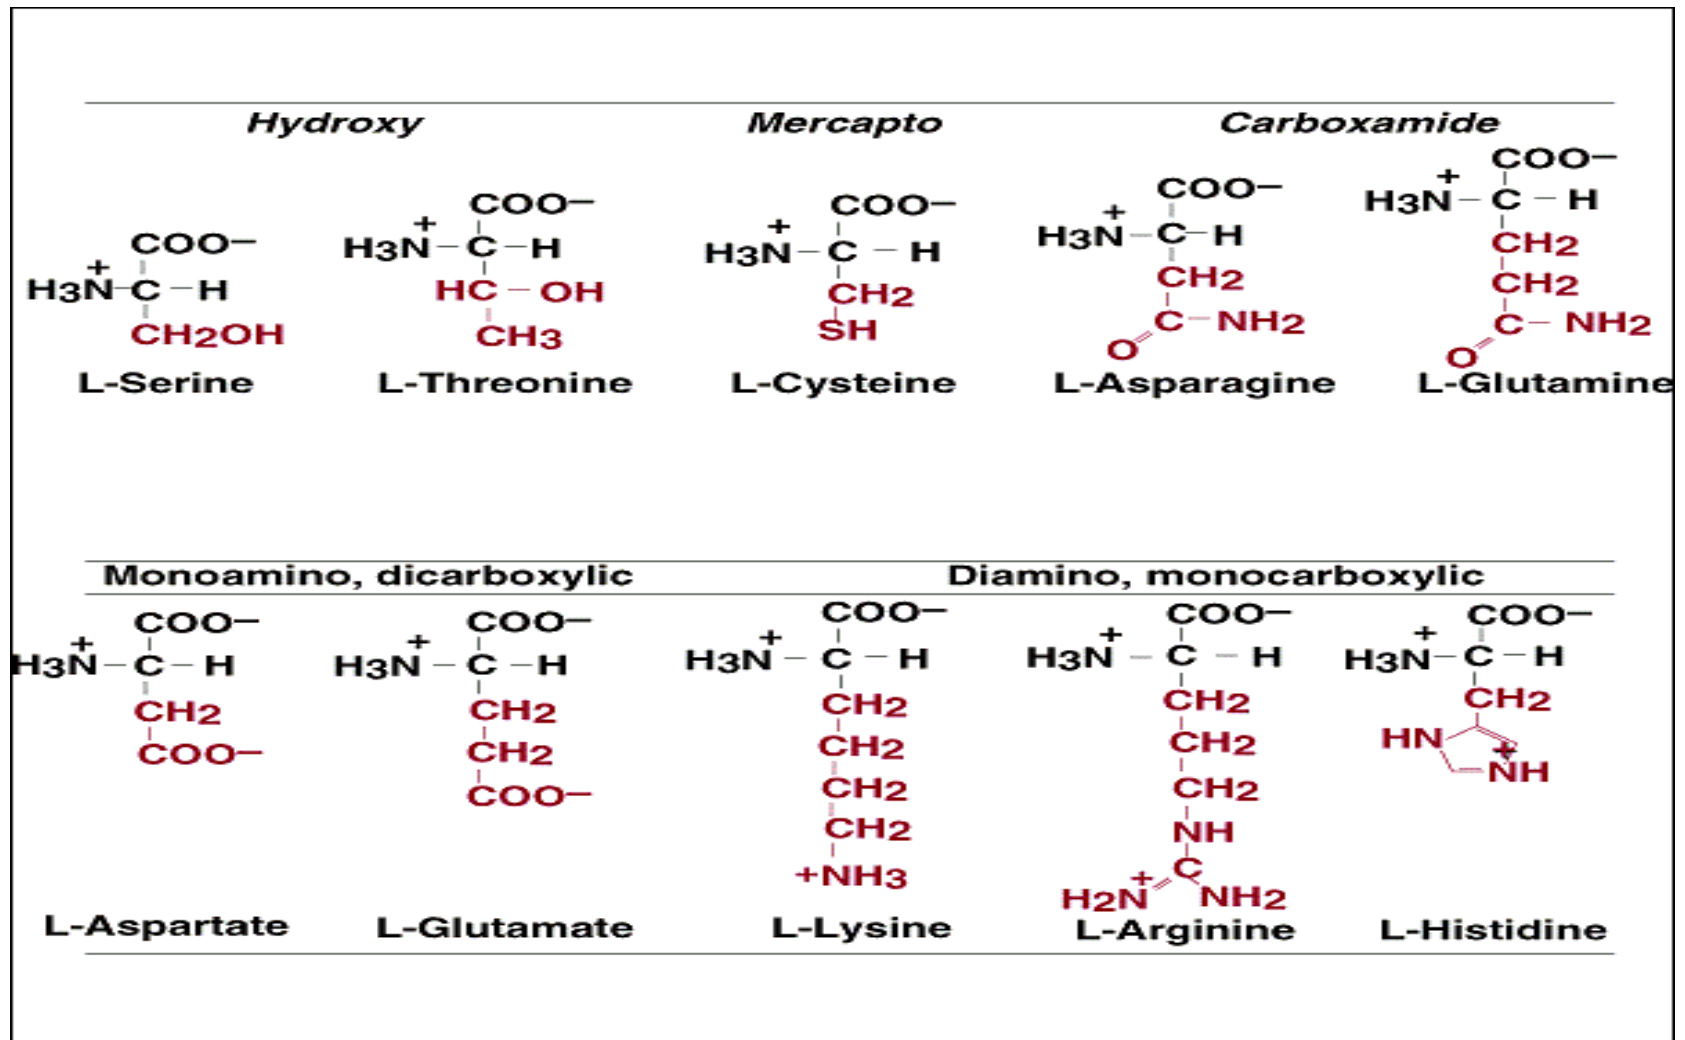 Hydroxy Mercapto Carboxamide
COO–
+
H3N–C–H
CH2OH
L-Serine
COO–
+
H3N–C–H
HC–OH
CH3
L-Threonine
COO–
+
H3N–C–H
CH2
SH
L-Cysteine
COO–
+
H3N–C–H
CH2
C–NH2
O
L-Asparagine
COO–
+
H3N–C–H
CH2
CH2
C–NH2
O
L-Glutamine
Monoamino, dicarboxylic Diamino, monocarboxylic
COO–
+
H3N–C–H
CH2
COO–
L-Aspartate
COO–
+
H3N–C–H
CH2
CH2
COO–
L-Glutamate
COO–
+
H3N–C–H
CH2
CH2
CH2
CH2
+NH3
L-Lysine
COO–
+
H3N–C–H
CH2
CH2
CH2
NH
C
+
H2N NH2
L-Arginine
COO–
+
H3N–C–H
CH2
HN
+
NH
L-Histidine